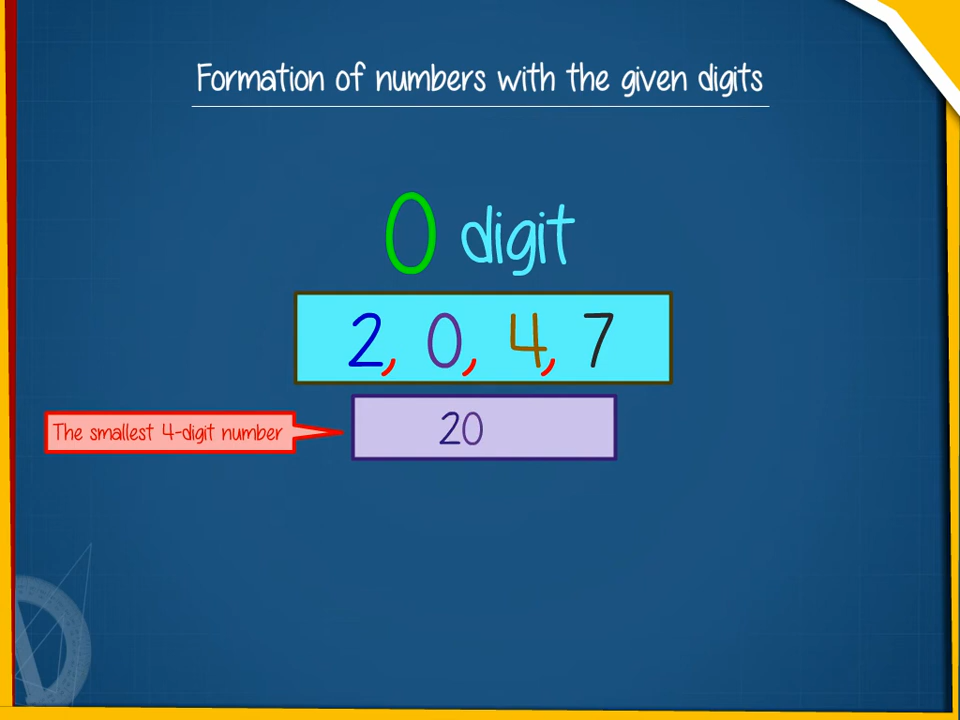 Formation of numbers with the given digits
0 digit
2, 0, 4, 7
The smallest 4-digit number
20